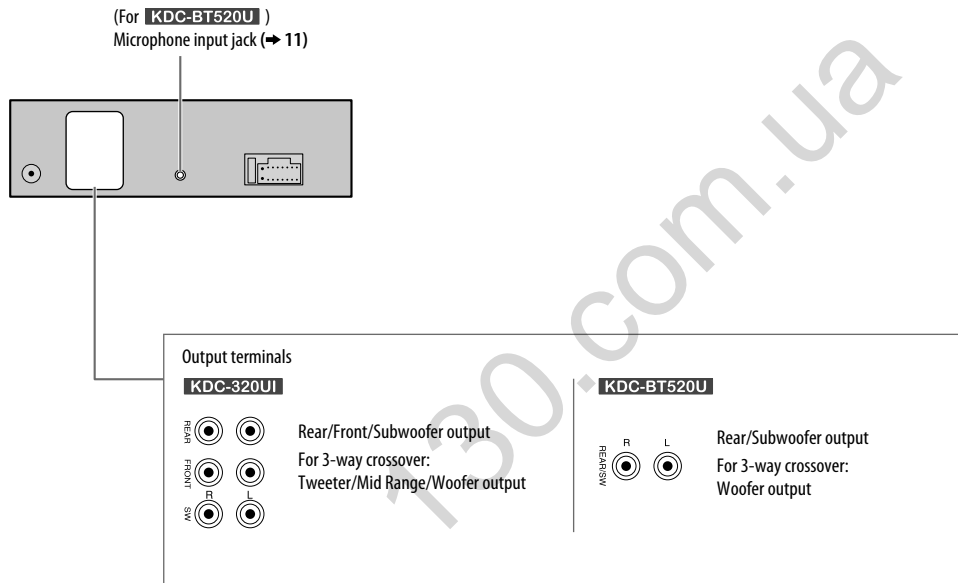 (For KDC-BT520U )
Microphone input jack (➜ 11)
Output terminals
KDC-320UI
REAR
FRONT
R L
SW
Rear/Front/Subwoofer output
For 3-way crossover:
Tweeter/Mid Range/Woofer output
KDC-BT520U
R L
REAR/SW
Rear/Subwoofer output
For 3-way crossover:
Woofer output
130.com.ua